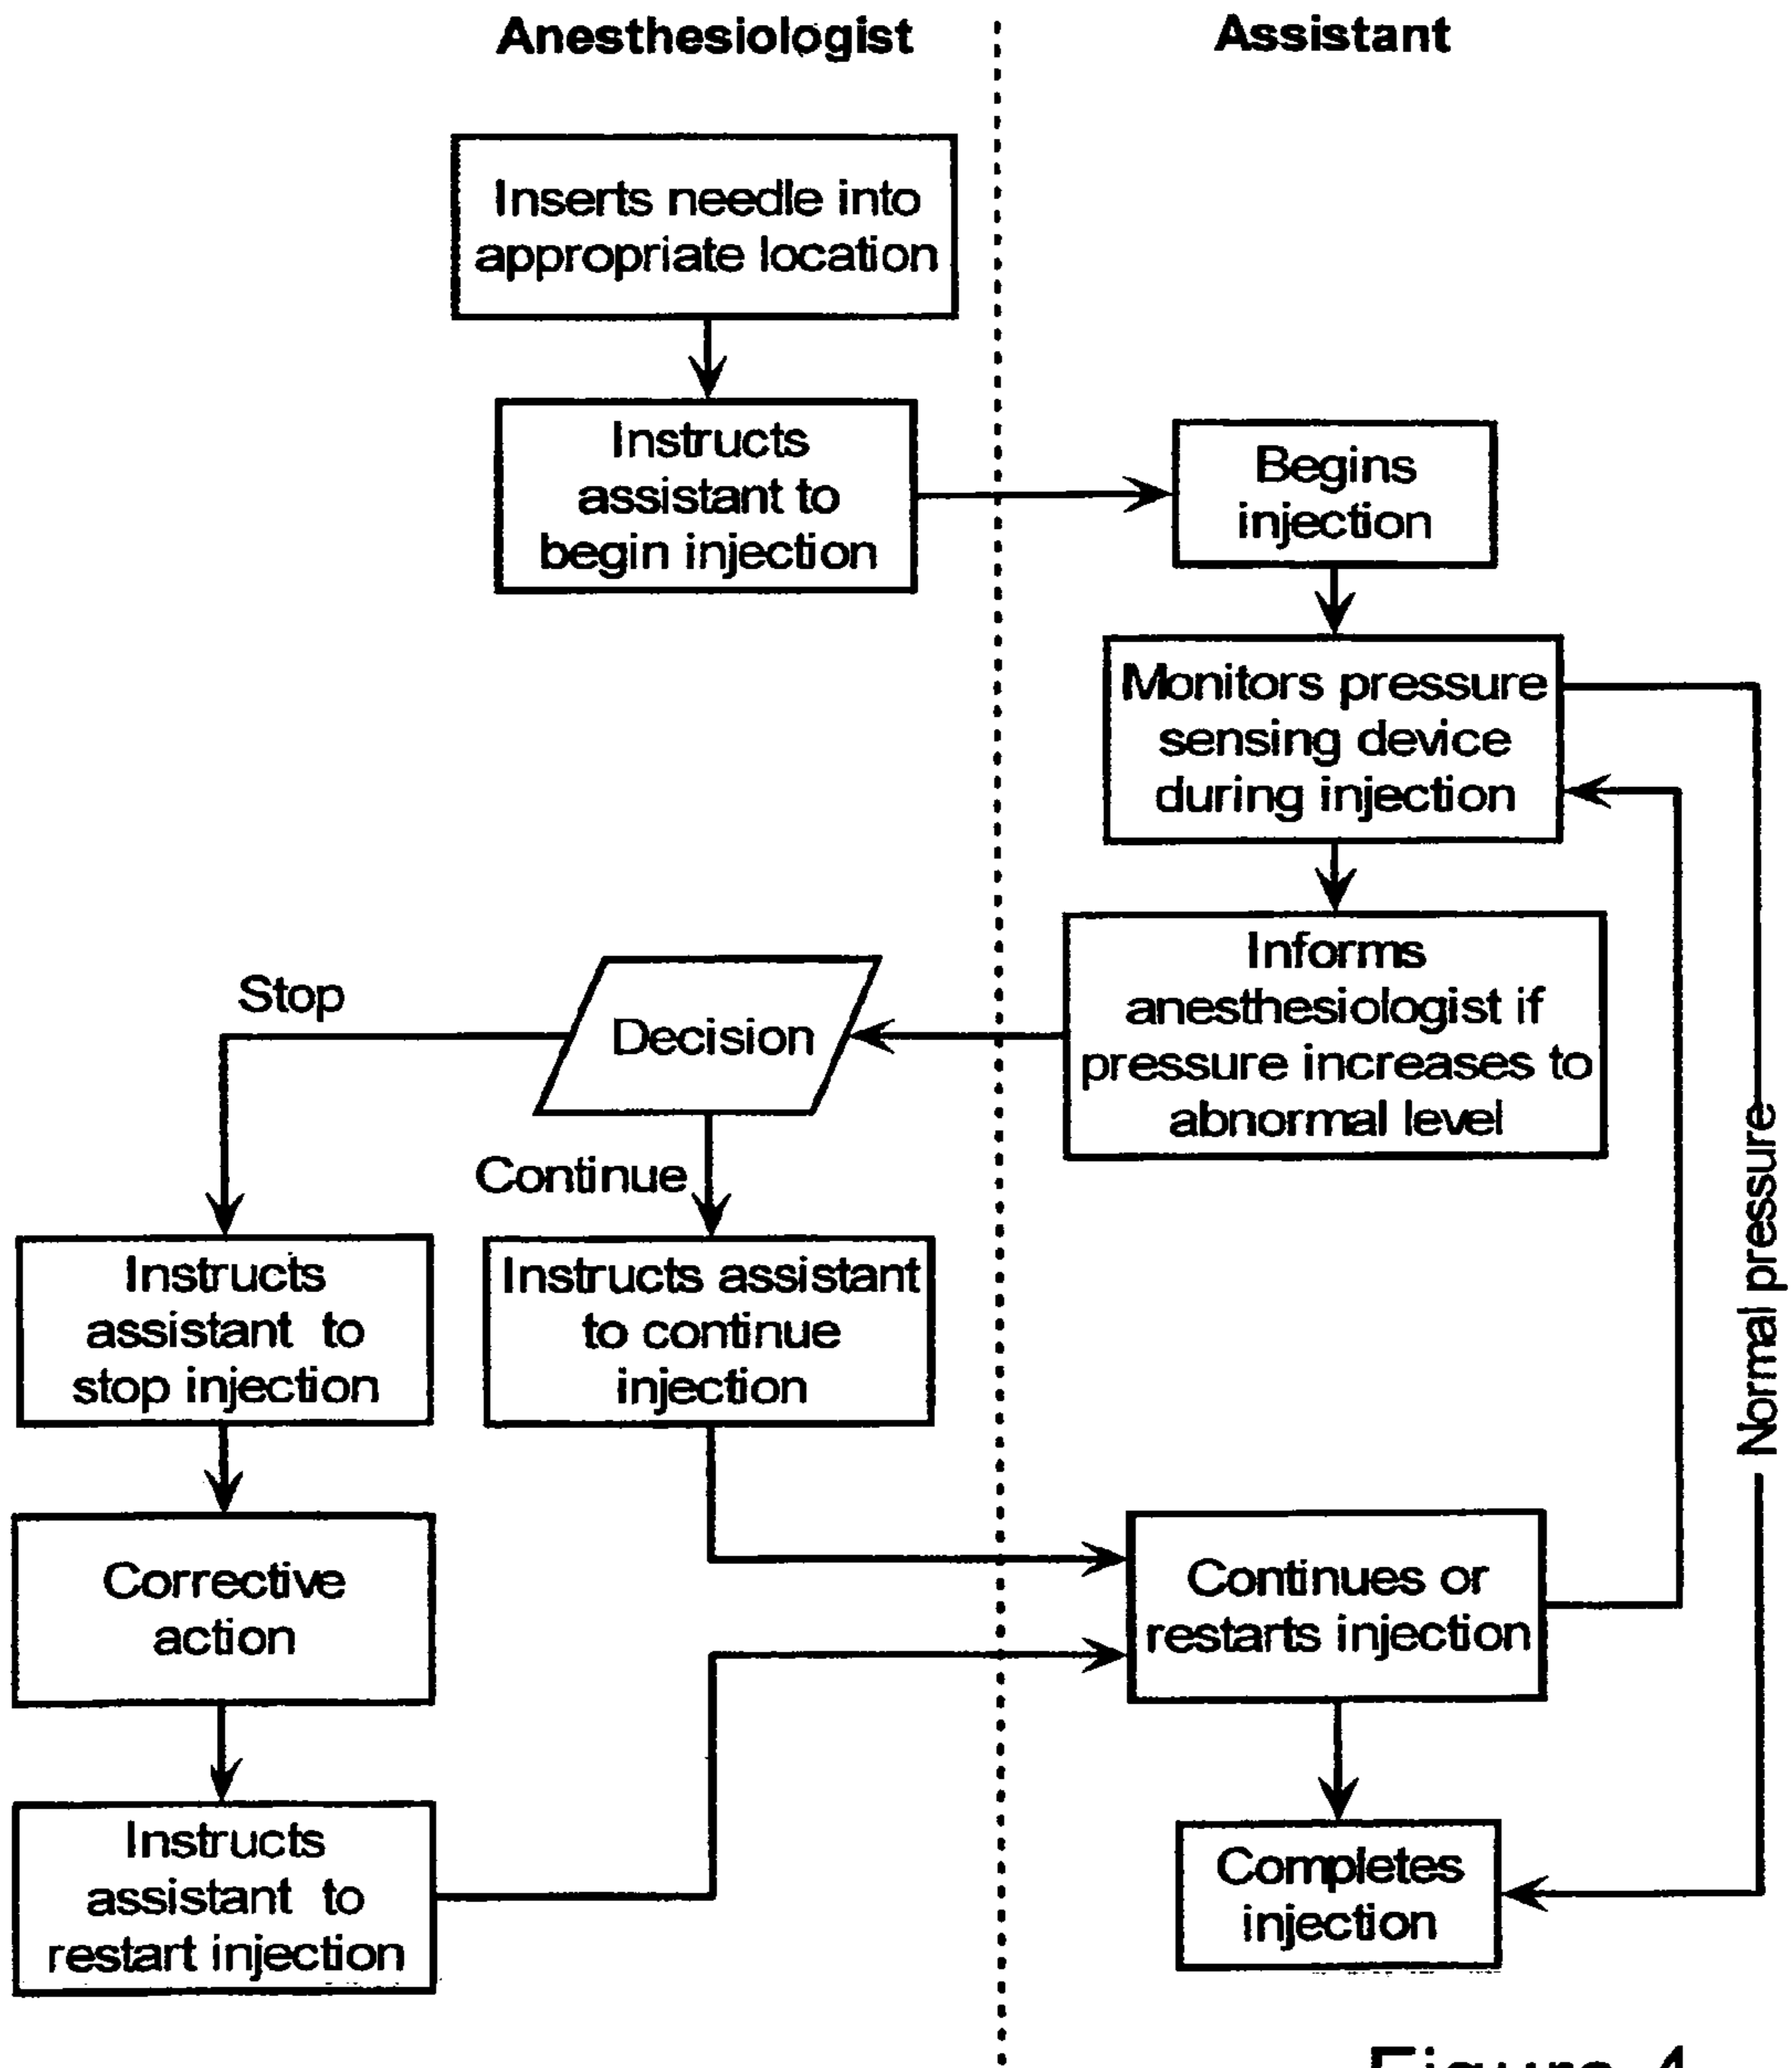 Anesthesiologist
Assistant
Inserts needle into
appropriate location
Instructs
assistant to
begin injection
Begins
injection
Monitors pressure
sensing device
during injection
Informs
anesthesiologist if
pressure increases to
abnormal level
Decision
Stop
Continue
Normal pressure
Instructs
assistant to
stop injection
Instructs assistant
to continue
injection
Corrective
action
Continues or
restarts injection
Instructs
assistant to
restart injection
Completes
injection
Figure 4